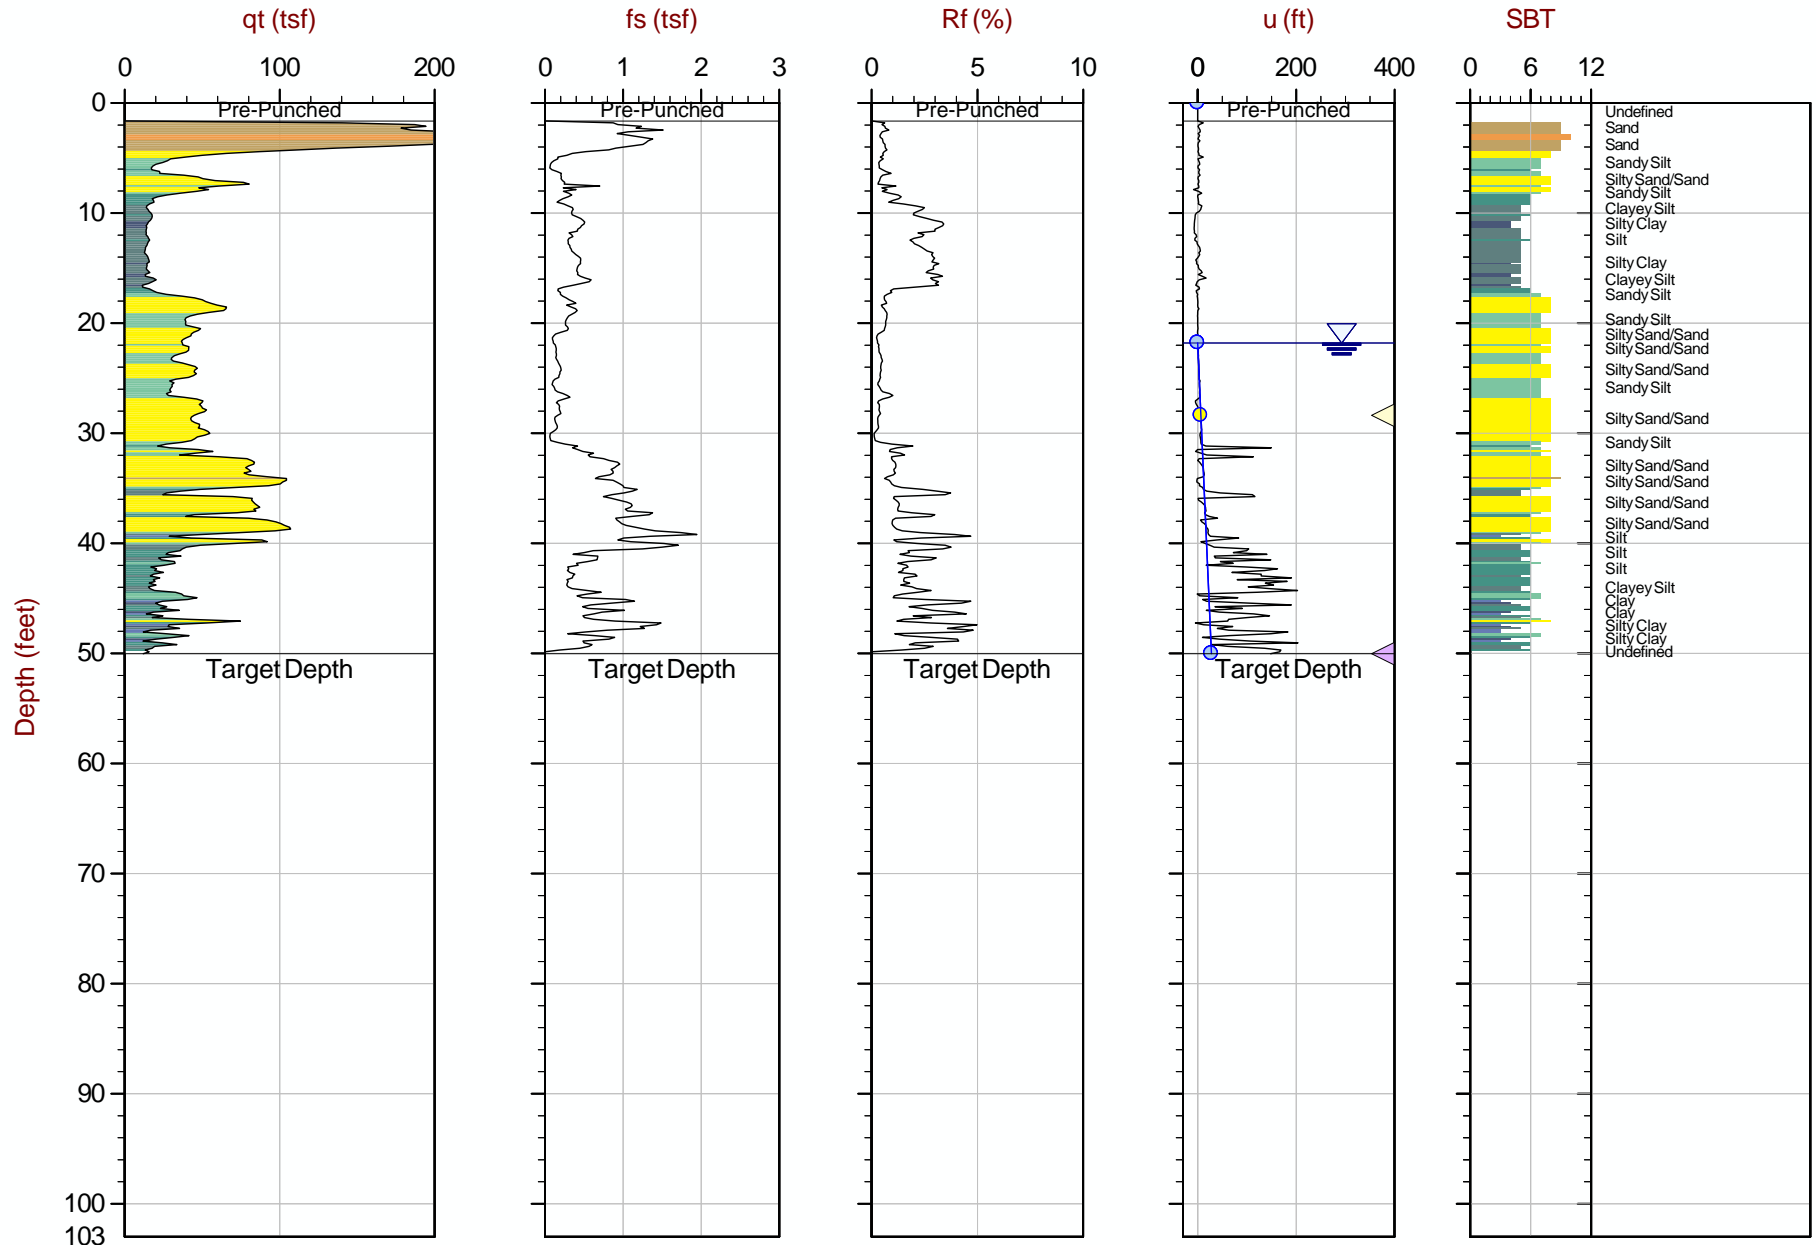 qt (tsf) fs (tsf) Rf (%) u (ft) SBT
0 100 200 0 1 2 3 0 5 10 0 200 400 0 6 12
0 Pre-Punched Pre-Punched Pre-Punched Pre-Punched
Undefined
Sand
Sand
Sandy Silt
Silty Sand/Sand
Sandy Silt
10 Clayey Silt
Silty Clay
Silt
Silty Clay
Clayey Silt
Sandy Silt
20 Sandy Silt
Silty Sand/Sand
Silty Sand/Sand
Silty Sand/Sand
Sandy Silt
Silty Sand/Sand
30
Sandy Silt
Silty Sand/Sand
Silty Sand/Sand
Silty Sand/Sand
Silty Sand/Sand
Silt
40
Silt
Silt
Clayey Silt
Clay
Clay
Silty Clay
Silty Clay
50 Undefined
Target Depth Target Depth Target Depth Target Depth
Depth (feet)
60
70
80
90
100
103